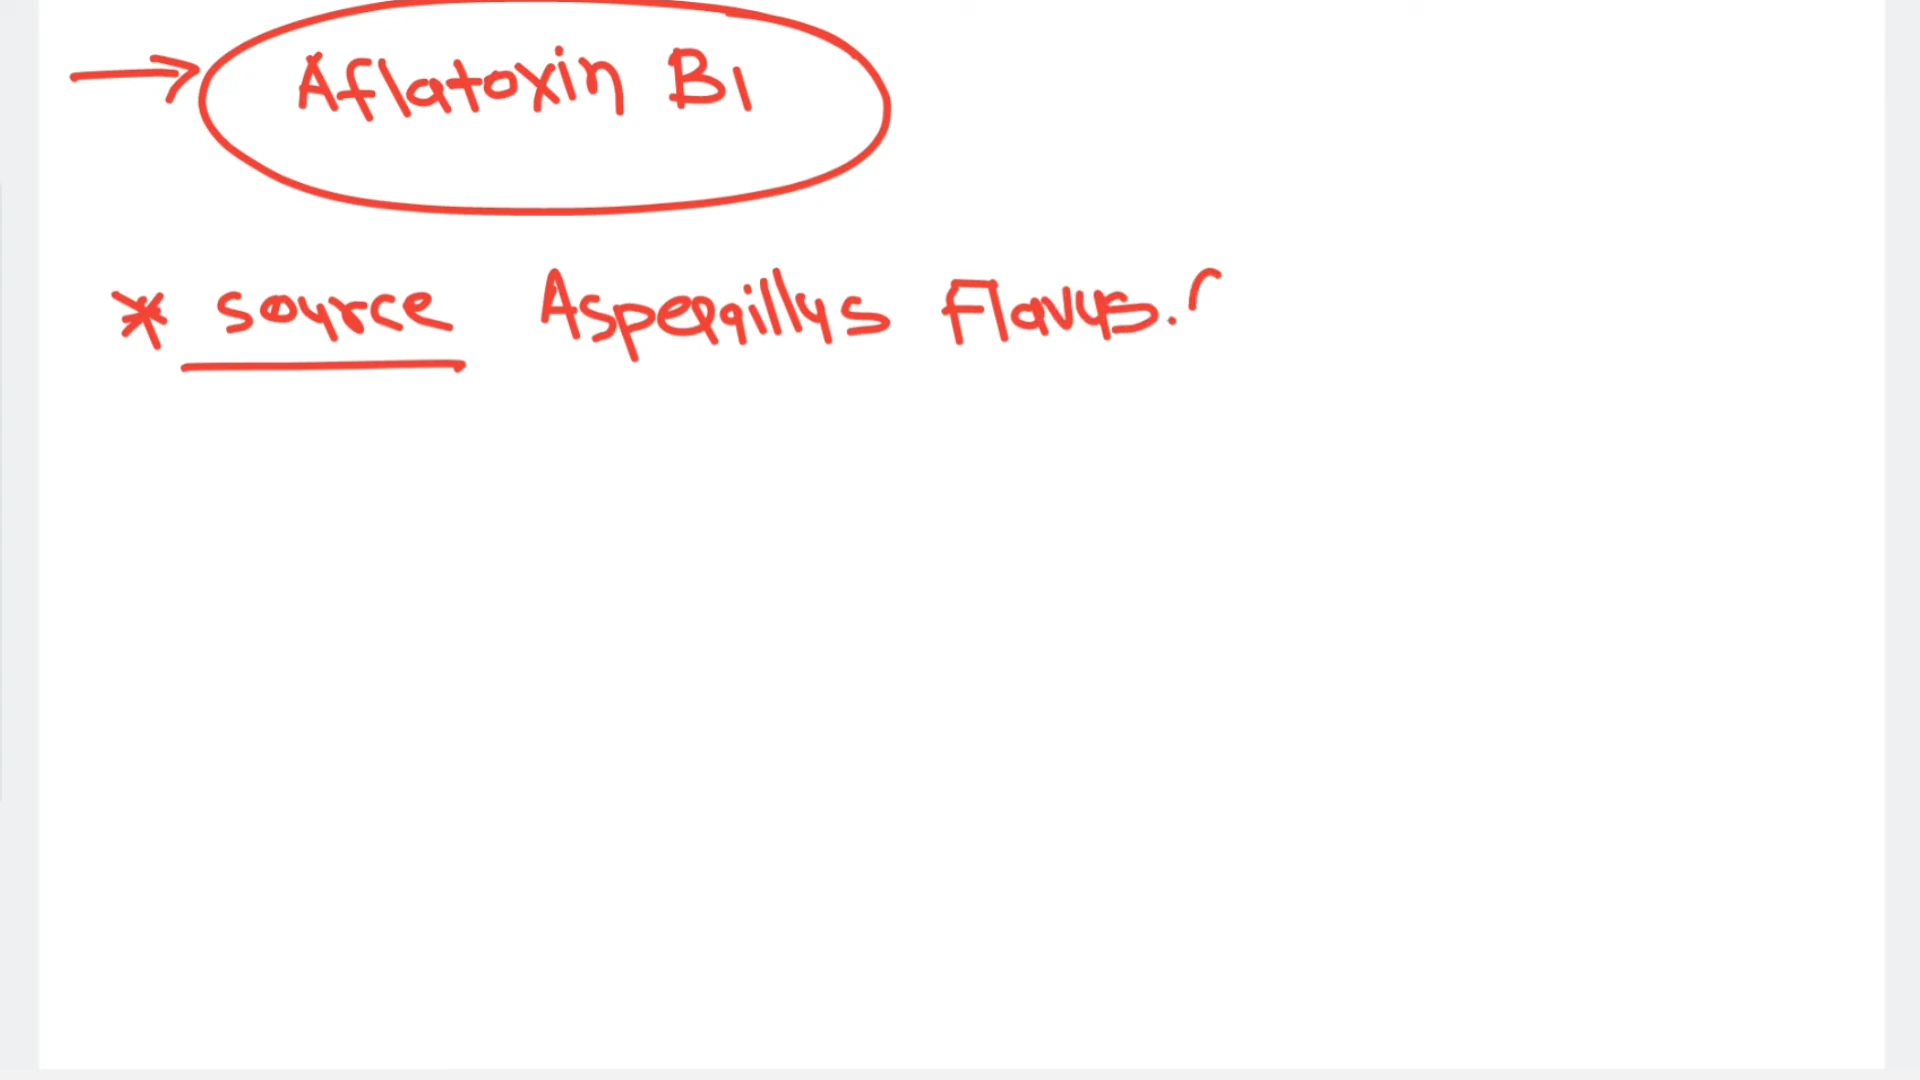 → Aflatoxin B1
* source Aspergillus Flavus. (